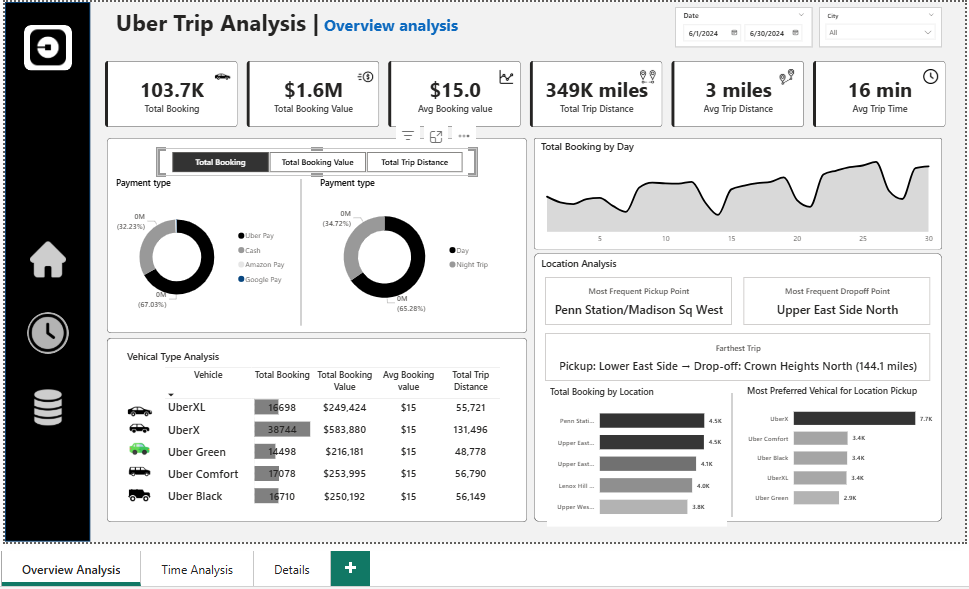 Uber Trip Analysis | Overview analysis
Date
6/1/2024 6/30/2024
City
All
103.7K
Total Booking
$1.6M
Total Booking Value
$15.0
Avg Booking value
349K miles
Total Trip Distance
3 miles
Avg Trip Distance
16 min
Avg Trip Time
Total Booking Total Booking Value Total Trip Distance
Payment type
0M
(32.23%)
0M
(67.03%)
Uber Pay
Cash
Amazon Pay
Google Pay
Payment type
0M
(34.72%)
0M
(65.28%)
Day
Night Trip
Total Booking by Day
5 10 15 20 25 30
Vehical Type Analysis
Vehicle Total Booking Total Booking Value Avg Booking value Total Trip Distance
UberXL 16698 $249,424 $15 55,721
UberX 38744 $583,880 $15 131,496
Uber Green 14498 $216,181 $15 48,778
Uber Comfort 17078 $253,995 $15 56,790
Uber Black 16710 $250,192 $15 56,149
Location Analysis
Most Frequent Pickup Point
Penn Station/Madison Sq West
Most Frequent Dropoff Point
Upper East Side North
Farthest Trip
Pickup: Lower East Side → Drop-off: Crown Heights North (144.1 miles)
Total Booking by Location
Penn Stati... 4.5K
Upper East... 4.5K
Upper East... 4.1K
Lenox Hill ... 4.0K
Upper Wes... 3.8K
Most Preferred Vehical for Location Pickup
UberX 7.7K
Uber Comfort 3.4K
Uber Black 3.4K
UberXL 3.4K
Uber Green 2.9K
Overview Analysis Time Analysis Details +